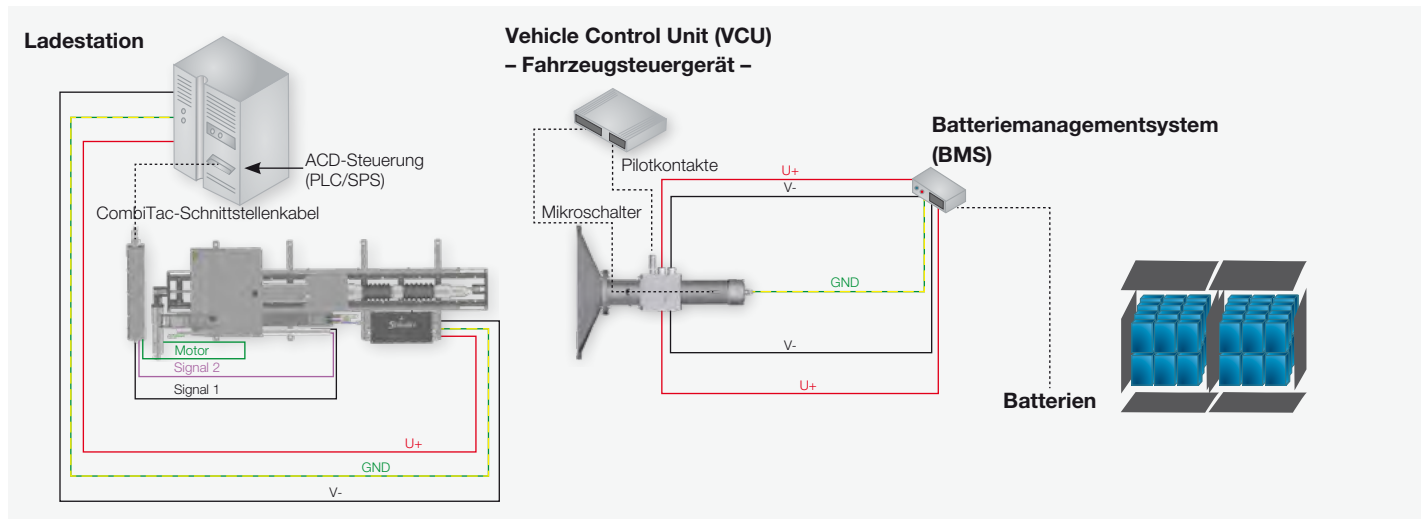 Ladestation
ACD-Steuerung
(PLC/SPS)
CombiTac-Schnittstellenkabel
Motor
Signal 2
Signal 1
U+
GND
V-
Vehicle Control Unit (VCU)
– Fahrzeugsteuergerät –
Pilotkontakte
Mikroschalter
U+
V-
GND
V-
U+
Batteriemanagementsystem
(BMS)
Batterien